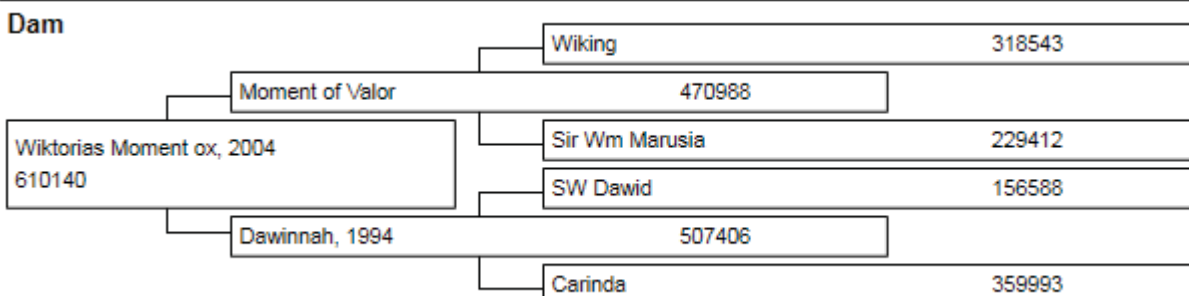 Dam
Wiking 318543
Moment of Valor 470988
Sir Wm Marusia 229412
Wiktorias Moment ox, 2004
610140
SW Dawid 156588
Dawinnah, 1994 507406
Carinda 359993